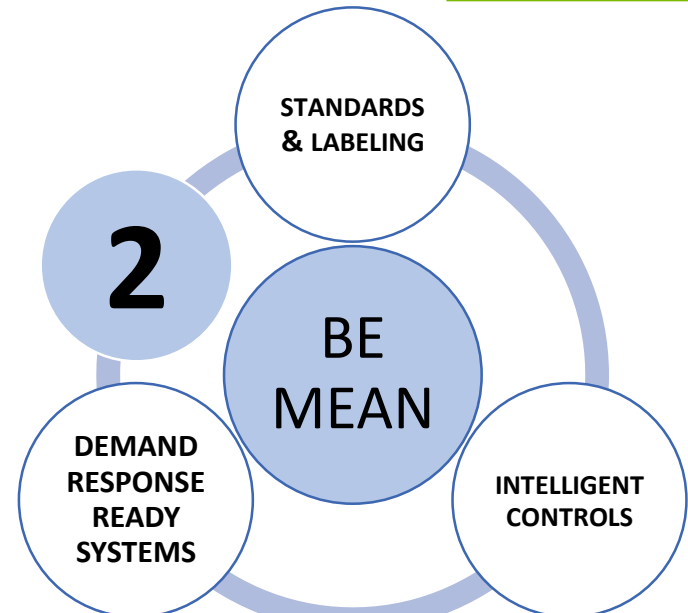 STANDARDS
& LABELING
2
BE
MEAN
DEMAND
RESPONSE
READY
SYSTEMS
INTELLIGENT
CONTROLS